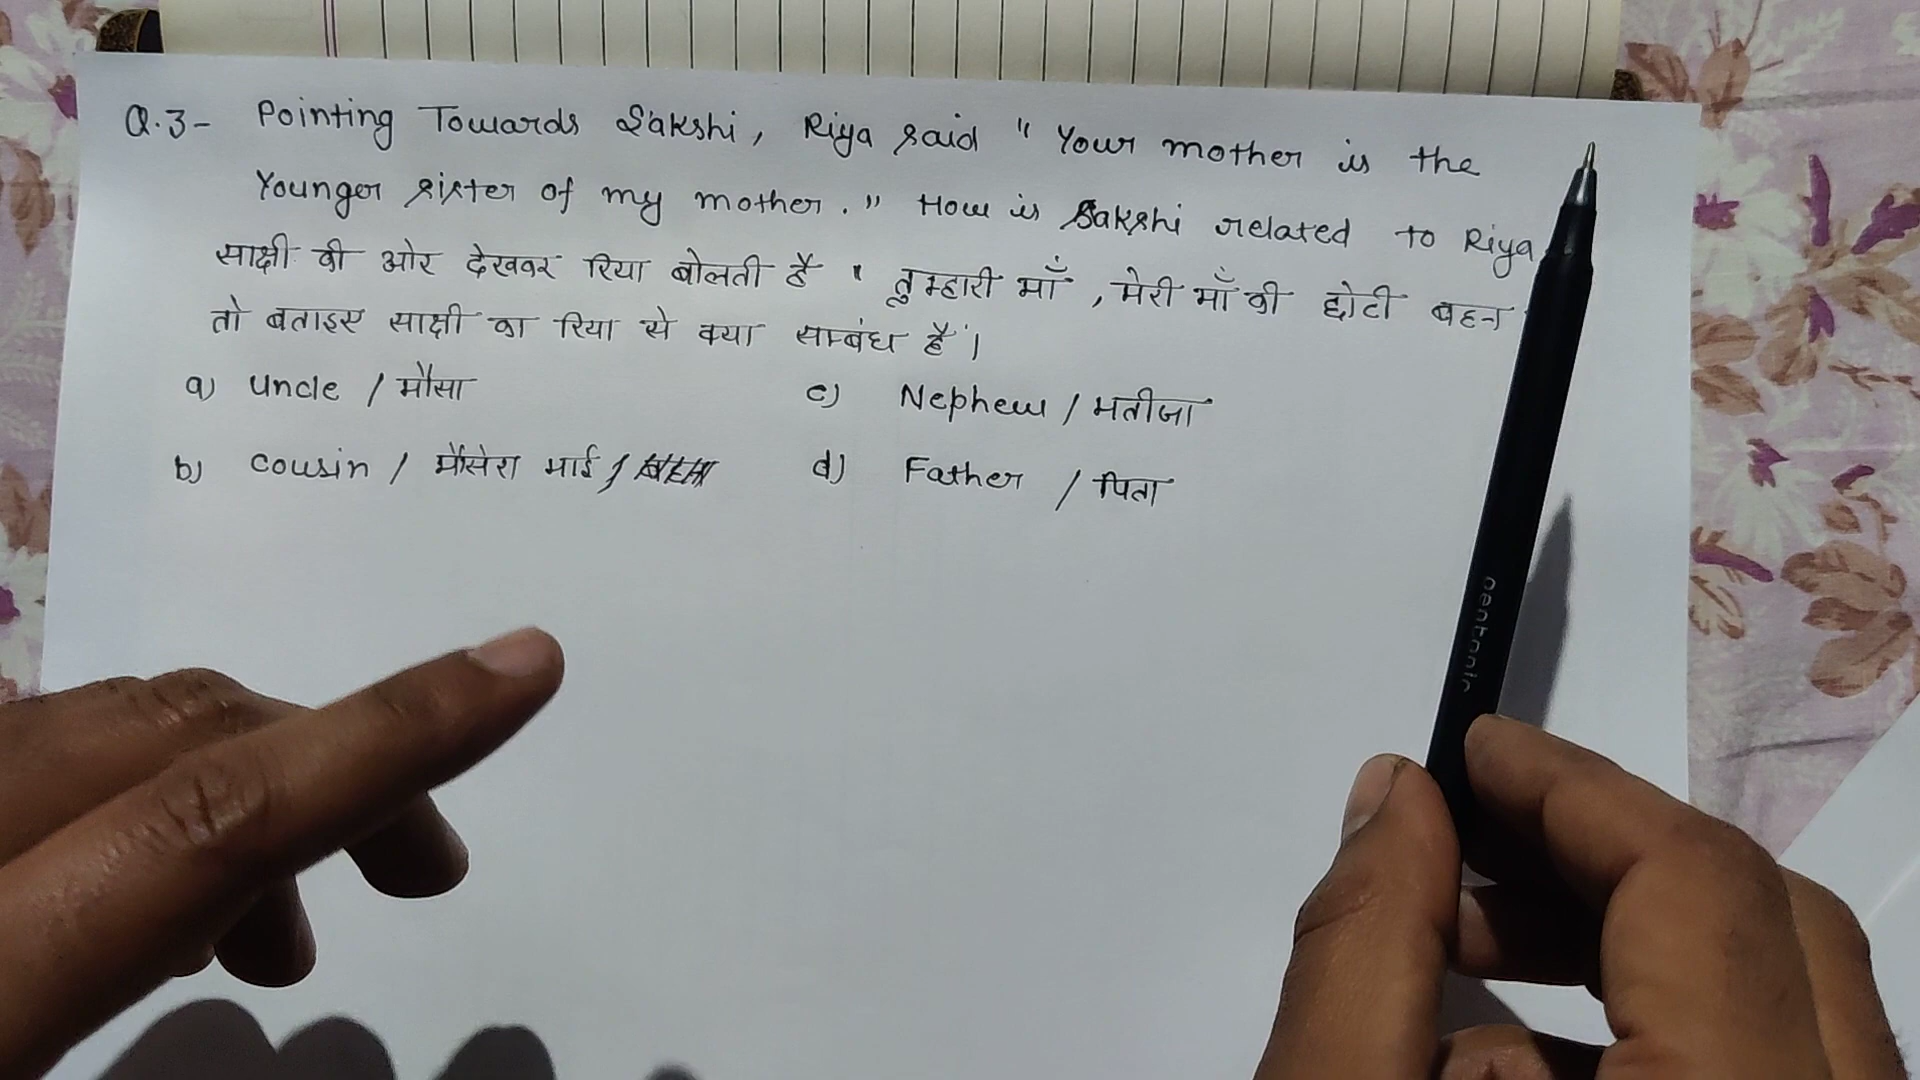 Q.3- Pointing Towards Sakshi, Riya said " Your mother is the
Younger sister of my mother." How is Sakshi related to Riya
साक्षी की ओर देखकर रिया बोलती है " तुम्हारी माँ , मेरी माँ की छोटी बहन
तो बताइए साक्षी का रिया से क्या सम्बंध है ।
a) Uncle / मौसा
c) Nephew / भतीजा
b) Cousin / मौसेरा भाई /
d) Father / पिता
pentonic